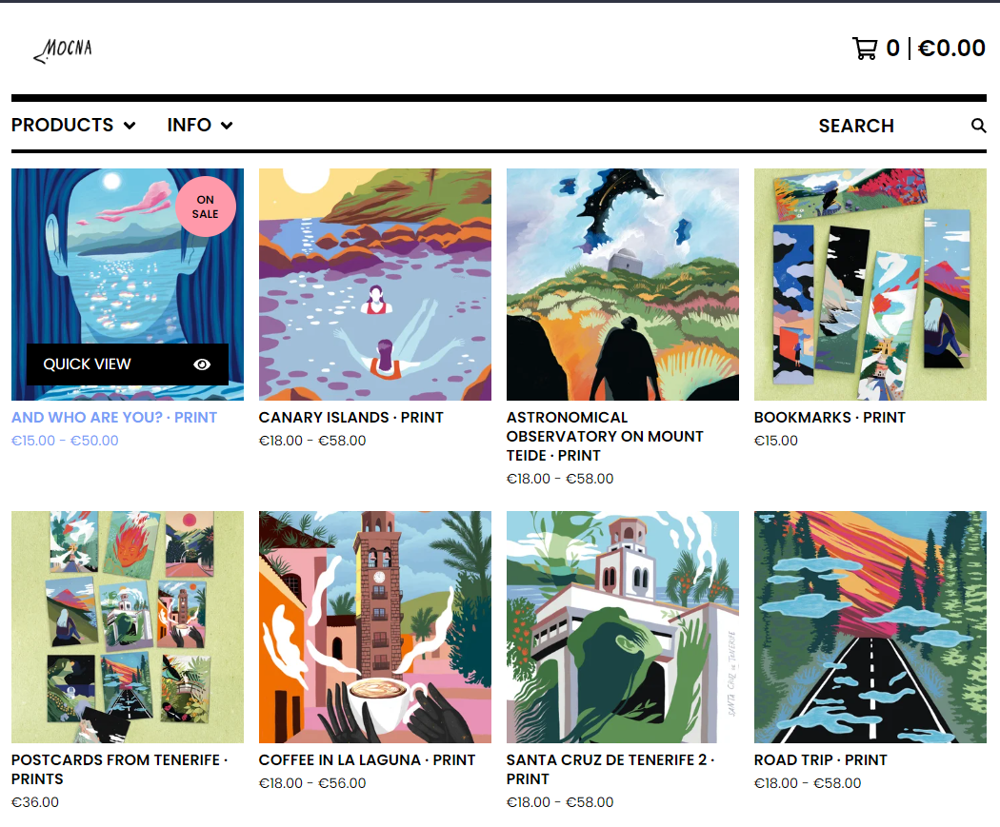 MOCNA
0 | €0.00
PRODUCTS
INFO
SEARCH
ON
SALE
QUICK VIEW
AND WHO ARE YOU? · PRINT
€15.00 - €50.00
CANARY ISLANDS · PRINT
€18.00 - €58.00
ASTRONOMICAL
OBSERVATORY ON MOUNT
TEIDE · PRINT
€18.00 - €58.00
BOOKMARKS · PRINT
€15.00
SANTA CRUZ DE TENERIFE
POSTCARDS FROM TENERIFE ·
PRINTS
€36.00
COFFEE IN LA LAGUNA · PRINT
€18.00 - €56.00
SANTA CRUZ DE TENERIFE 2 ·
PRINT
€18.00 - €58.00
ROAD TRIP · PRINT
€18.00 - €58.00